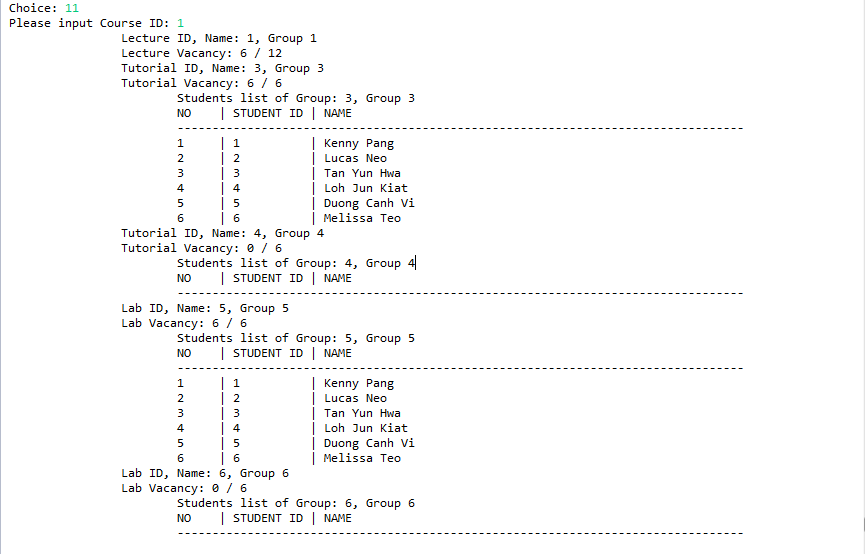 Choice: 11
Please input Course ID: 1
Lecture ID, Name: 1, Group 1
Lecture Vacancy: 6 / 12
Tutorial ID, Name: 3, Group 3
Tutorial Vacancy: 6 / 6
Students list of Group: 3, Group 3
NO | STUDENT ID | NAME
---------------------------------------------------------------------------------
1 | 1 | Kenny Pang
2 | 2 | Lucas Neo
3 | 3 | Tan Yun Hwa
4 | 4 | Loh Jun Kiat
5 | 5 | Duong Canh Vi
6 | 6 | Melissa Teo
Tutorial ID, Name: 4, Group 4
Tutorial Vacancy: 0 / 6
Students list of Group: 4, Group 4
NO | STUDENT ID | NAME
---------------------------------------------------------------------------------
Lab ID, Name: 5, Group 5
Lab Vacancy: 6 / 6
Students list of Group: 5, Group 5
NO | STUDENT ID | NAME
---------------------------------------------------------------------------------
1 | 1 | Kenny Pang
2 | 2 | Lucas Neo
3 | 3 | Tan Yun Hwa
4 | 4 | Loh Jun Kiat
5 | 5 | Duong Canh Vi
6 | 6 | Melissa Teo
Lab ID, Name: 6, Group 6
Lab Vacancy: 0 / 6
Students list of Group: 6, Group 6
NO | STUDENT ID | NAME
---------------------------------------------------------------------------------